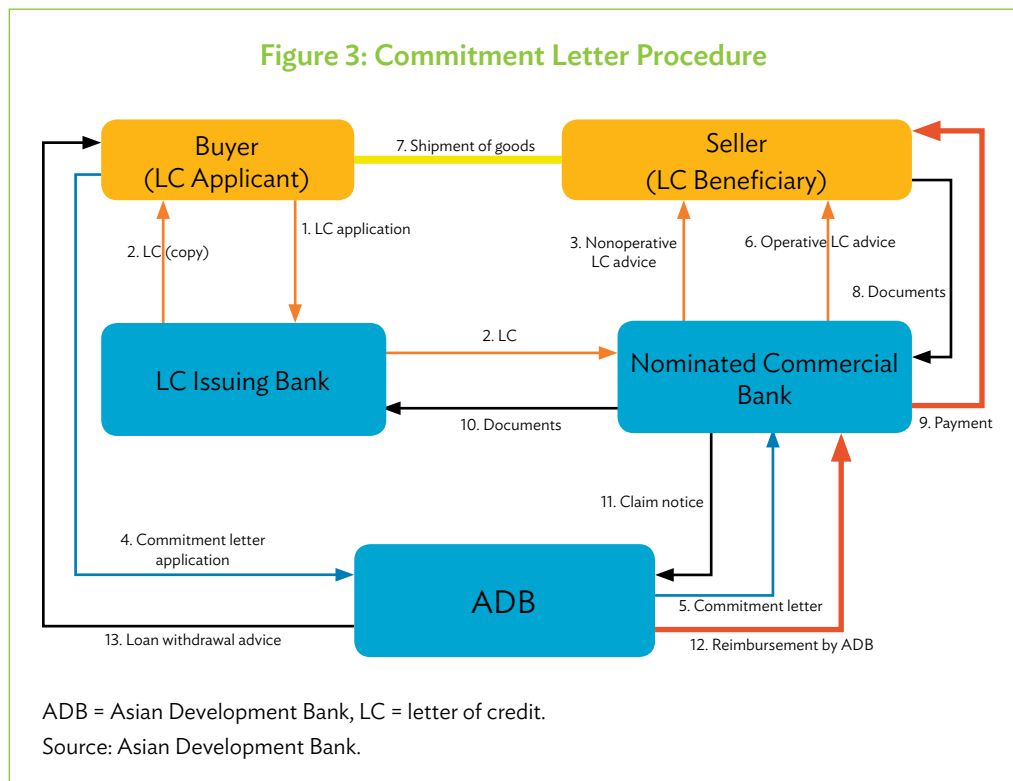 Figure 3: Commitment Letter Procedure
Buyer
(LC Applicant)
7. Shipment of goods
Seller
(LC Beneficiary)
1. LC application
2. LC (copy)
3. Nonoperative
LC advice
6. Operative LC advice
8. Documents
LC Issuing Bank
2. LC
Nominated Commercial
Bank
10. Documents
9. Payment
11. Claim notice
4. Commitment letter
application
ADB
5. Commitment letter
13. Loan withdrawal advice
12. Reimbursement by ADB
ADB = Asian Development Bank, LC = letter of credit.
Source: Asian Development Bank.